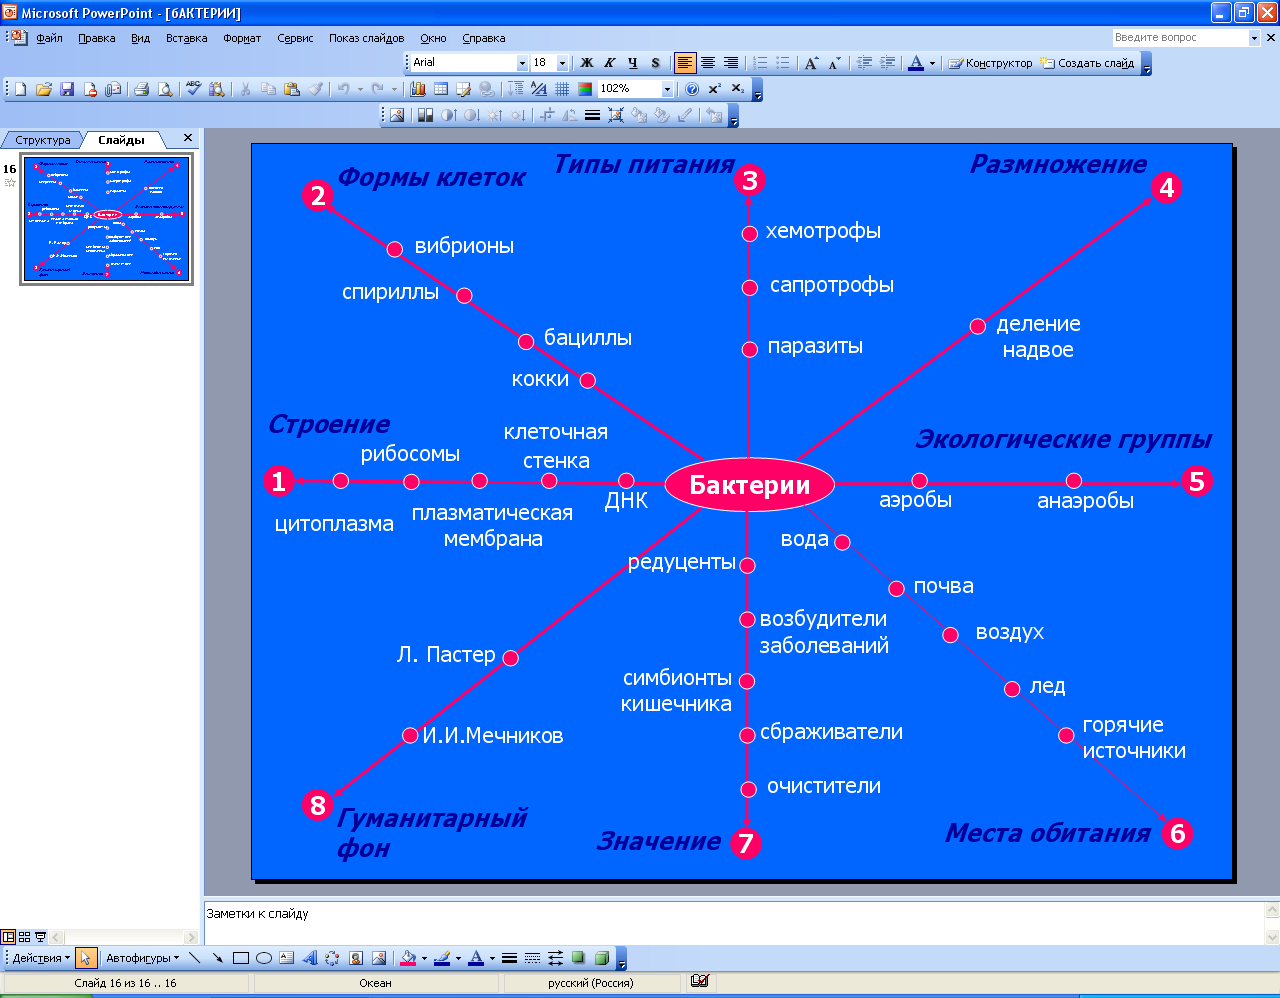 Microsoft PowerPoint - [бАКТЕРИИ]
Файл Правка Вид Вставка Формат Сервис Показ слайдов Окно Справка
Введите вопрос
Arial 18 Ж К Ч S Конструктор Создать слайд
102%
Структура Слайды
16
Типы питания
Размножение
Формы клеток
2
3
4
хемотрофы
вибрионы
сапротрофы
спириллы
деление
надвое
бациллы
паразиты
кокки
Строение
Экологические группы
клеточная
стенка
рибосомы
1
Бактерии
5
ДНК
аэробы
анаэробы
цитоплазма
плазматическая
мембрана
вода
редуценты
почва
возбудители
заболеваний
воздух
Л. Пастер
симбионты
кишечника
лед
И.И.Мечников
сбраживатели
горячие
источники
очистители
8
Гуманитарный
фон
Значение
7
Места обитания
6
Заметки к слайду
Действия Автофигуры
Слайд 16 из 16 .. 16 Океан русский (Россия)